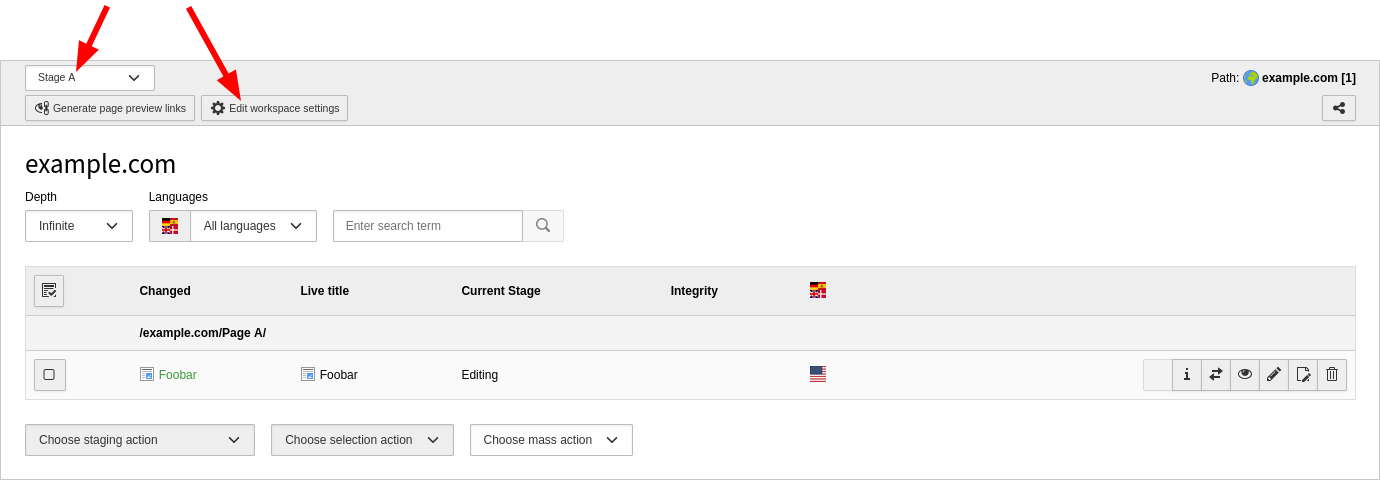 Stage A
Path: example.com [1]
Generate page preview links
Edit workspace settings
example.com
Depth
Languages
Infinite
All languages
Enter search term
Changed
Live title
Current Stage
Integrity
/example.com/Page A/
Foobar
Foobar
Editing
Choose staging action
Choose selection action
Choose mass action